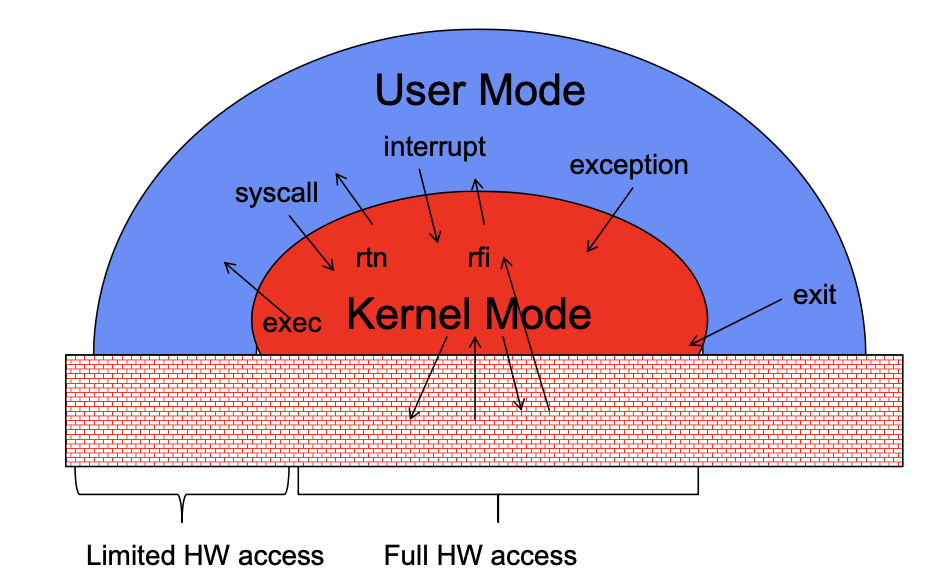 User Mode
interrupt
exception
syscall
rtn
rfi
exit
exec
Kernel Mode
Limited HW access
Full HW access